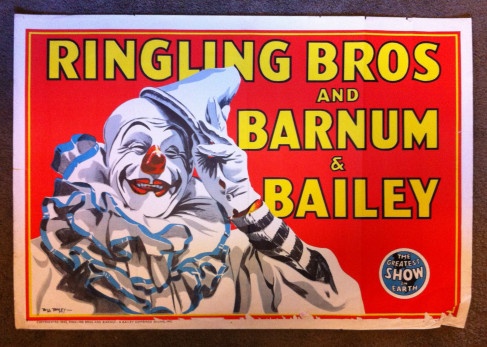 RINGLING BROS
AND
BARNUM
&
BAILEY
THE
GREATEST
SHOW
ON
EARTH